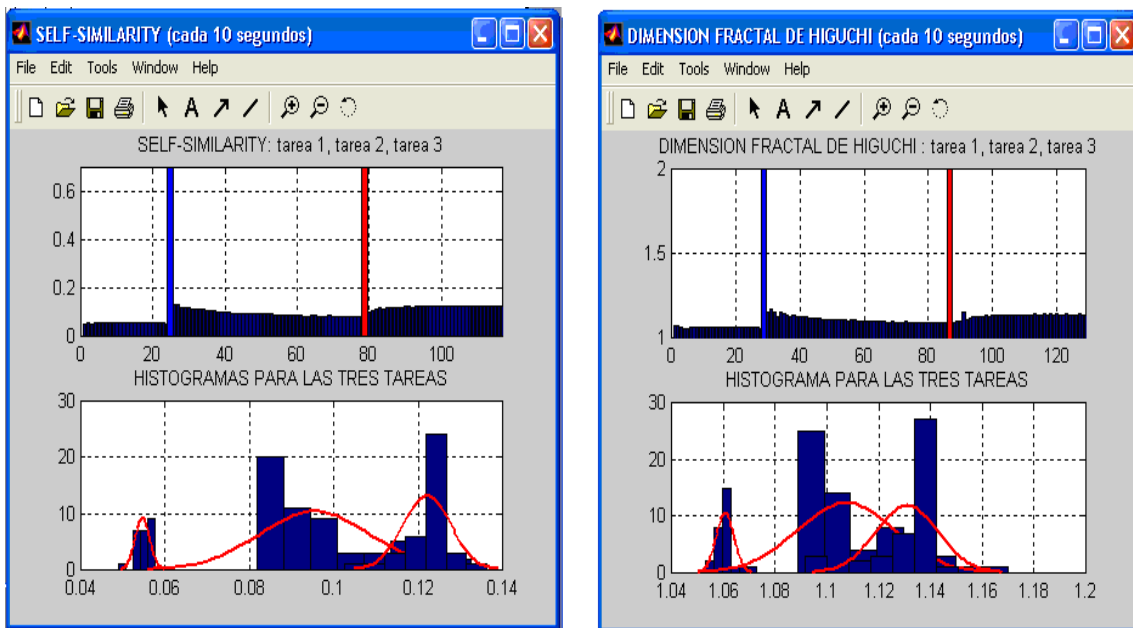 SELF-SIMILARITY (cada 10 segundos)
File Edit Tools Window Help
A
SELF-SIMILARITY: tarea 1, tarea 2, tarea 3
0.6
0.4
0.2
0
0 20 40 60 80 100
HISTOGRAMAS PARA LAS TRES TAREAS
30
20
10
0
0.04 0.06 0.08 0.1 0.12 0.14
DIMENSION FRACTAL DE HIGUCHI (cada 10 segundos)
File Edit Tools Window Help
A
DIMENSION FRACTAL DE HIGUCHI : tarea 1, tarea 2, tarea 3
2
1.5
1
0 20 40 60 80 100 120
HISTOGRAMA PARA LAS TRES TAREAS
30
20
10
0
1.04 1.06 1.08 1.1 1.12 1.14 1.16 1.18 1.2